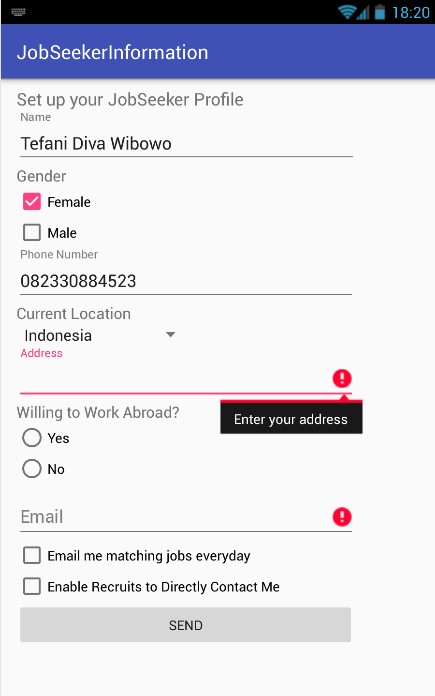 18:20
JobSeekerInformation
Set up your JobSeeker Profile
Name
Tefani Diva Wibowo
Gender
Female
Male
Phone Number
082330884523
Current Location
Indonesia
Address
Enter your address
Willing to Work Abroad?
Yes
No
Email
Email me matching jobs everyday
Enable Recruits to Directly Contact Me
SEND